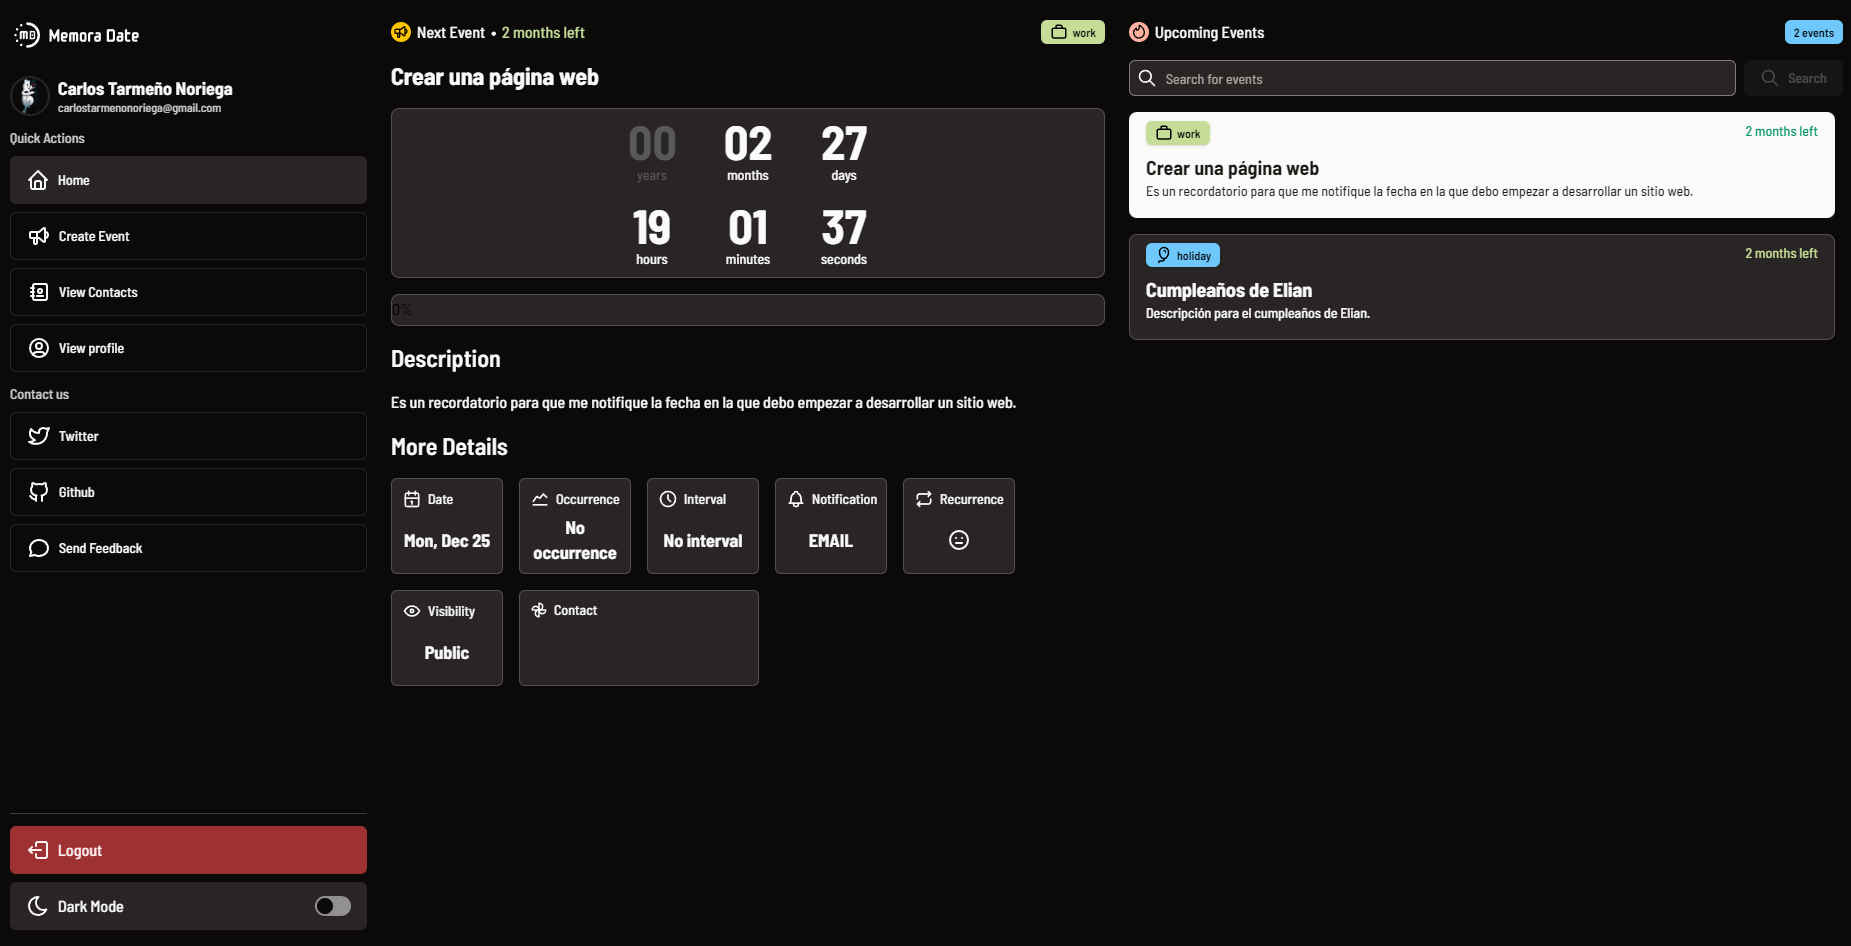 Memora Date
Carlos Tarmeño Noriega
carlostarmenonoriega@gmail.com
Quick Actions
Home
Create Event
View Contacts
View profile
Contact us
Twitter
Github
Send Feedback
Logout
Dark Mode
Next Event • 2 months left
work
Crear una página web
00 02 27
years months days
19 01 37
hours minutes seconds
0%
Description
Es un recordatorio para que me notifique la fecha en la que debo empezar a desarrollar un sitio web.
More Details
Date
Mon, Dec 25
Occurrence
No
occurrence
Interval
No interval
Notification
EMAIL
Recurrence
Visibility
Public
Contact
Upcoming Events
2 events
Search for events
Search
work
2 months left
Crear una página web
Es un recordatorio para que me notifique la fecha en la que debo empezar a desarrollar un sitio web.
holiday
2 months left
Cumpleaños de Elian
Descripción para el cumpleaños de Elian.